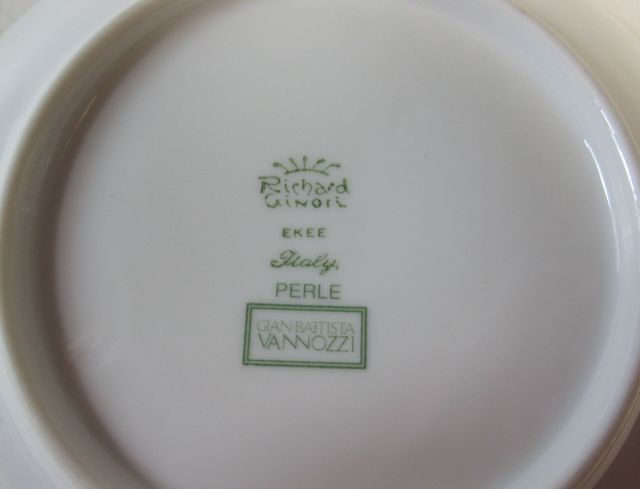 Richard
GINORI
EKEE
Italy
PERLE
GIAN BATTISTA
VANNOZZI